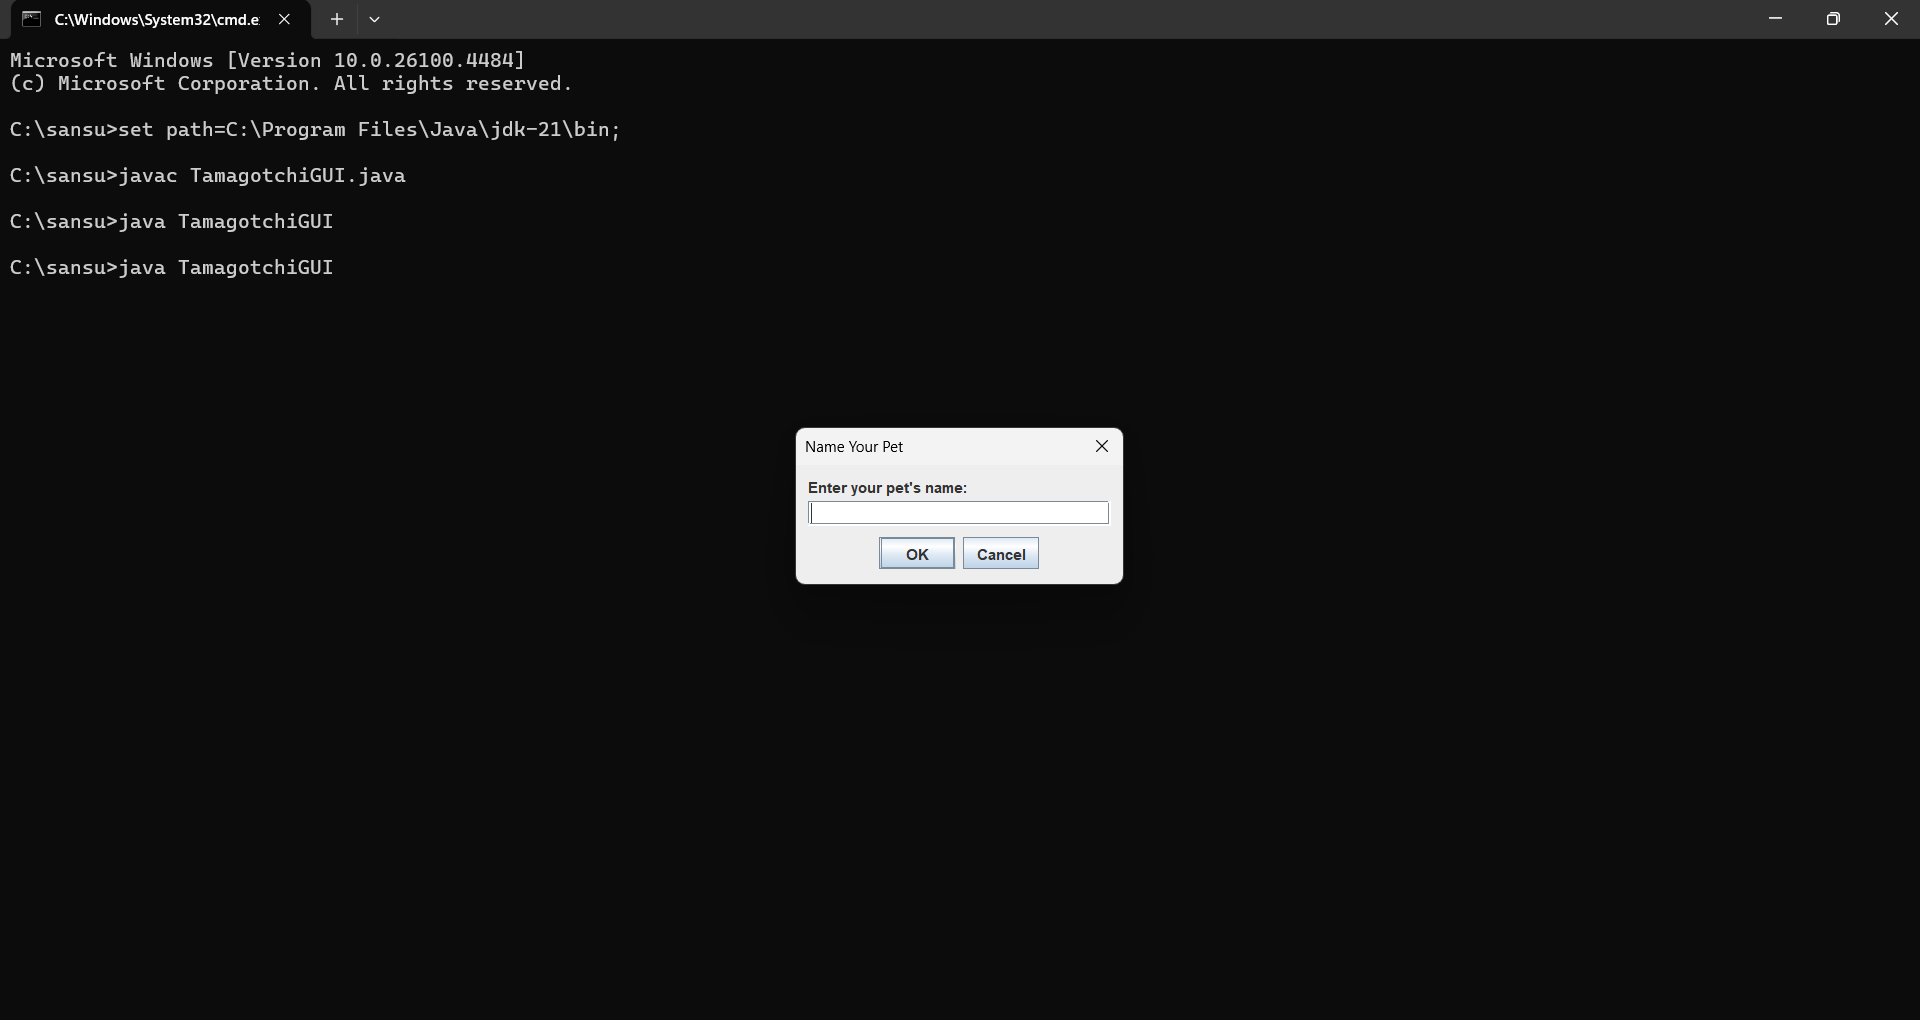 C:\Windows\System32\cmd.e
Microsoft Windows [Version 10.0.26100.4484]
(c) Microsoft Corporation. All rights reserved.
C:\sansu>set path=C:\Program Files\Java\jdk-21\bin;
C:\sansu>javac TamagotchiGUI.java
C:\sansu>java TamagotchiGUI
C:\sansu>java TamagotchiGUI
Name Your Pet
Enter your pet's name:
OK Cancel